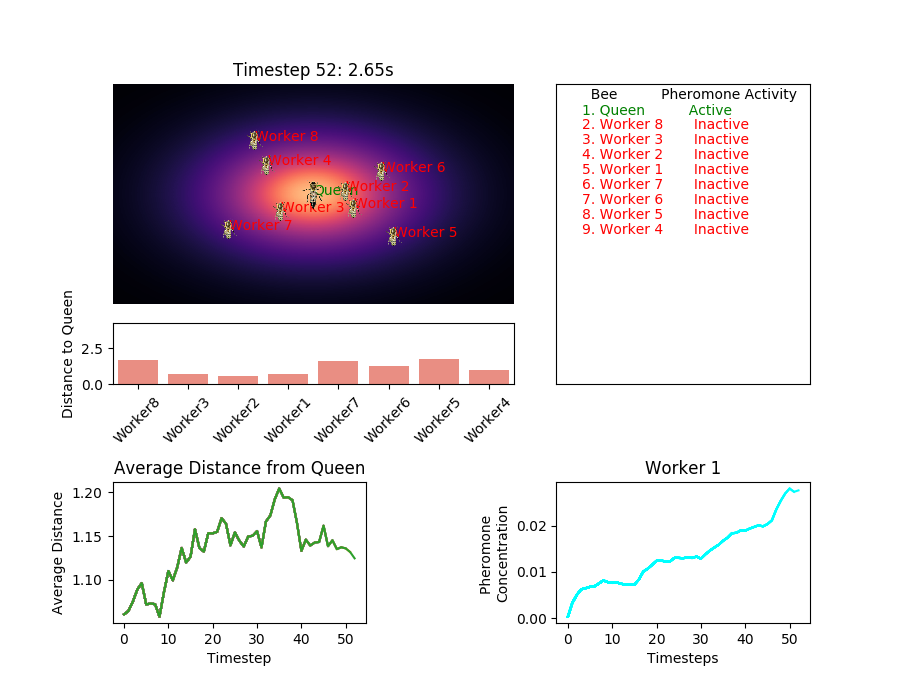 Timestep 52: 2.65s
Worker 8
Worker 4
Worker 6
Queen
Worker 2
Worker 3
Worker 1
Worker 7
Worker 5
Bee Pheromone Activity
1. Queen Active
2. Worker 8 Inactive
3. Worker 3 Inactive
4. Worker 2 Inactive
5. Worker 1 Inactive
6. Worker 7 Inactive
7. Worker 6 Inactive
8. Worker 5 Inactive
9. Worker 4 Inactive
Distance to Queen
2.5
0.0
Worker8
Worker3
Worker2
Worker1
Worker7
Worker6
Worker5
Worker4
Average Distance from Queen
Average Distance
1.20
1.15
1.10
0 10 20 30 40 50
Timestep
Worker 1
Pheromone
Concentration
0.02
0.01
0.00
0 10 20 30 40 50
Timesteps